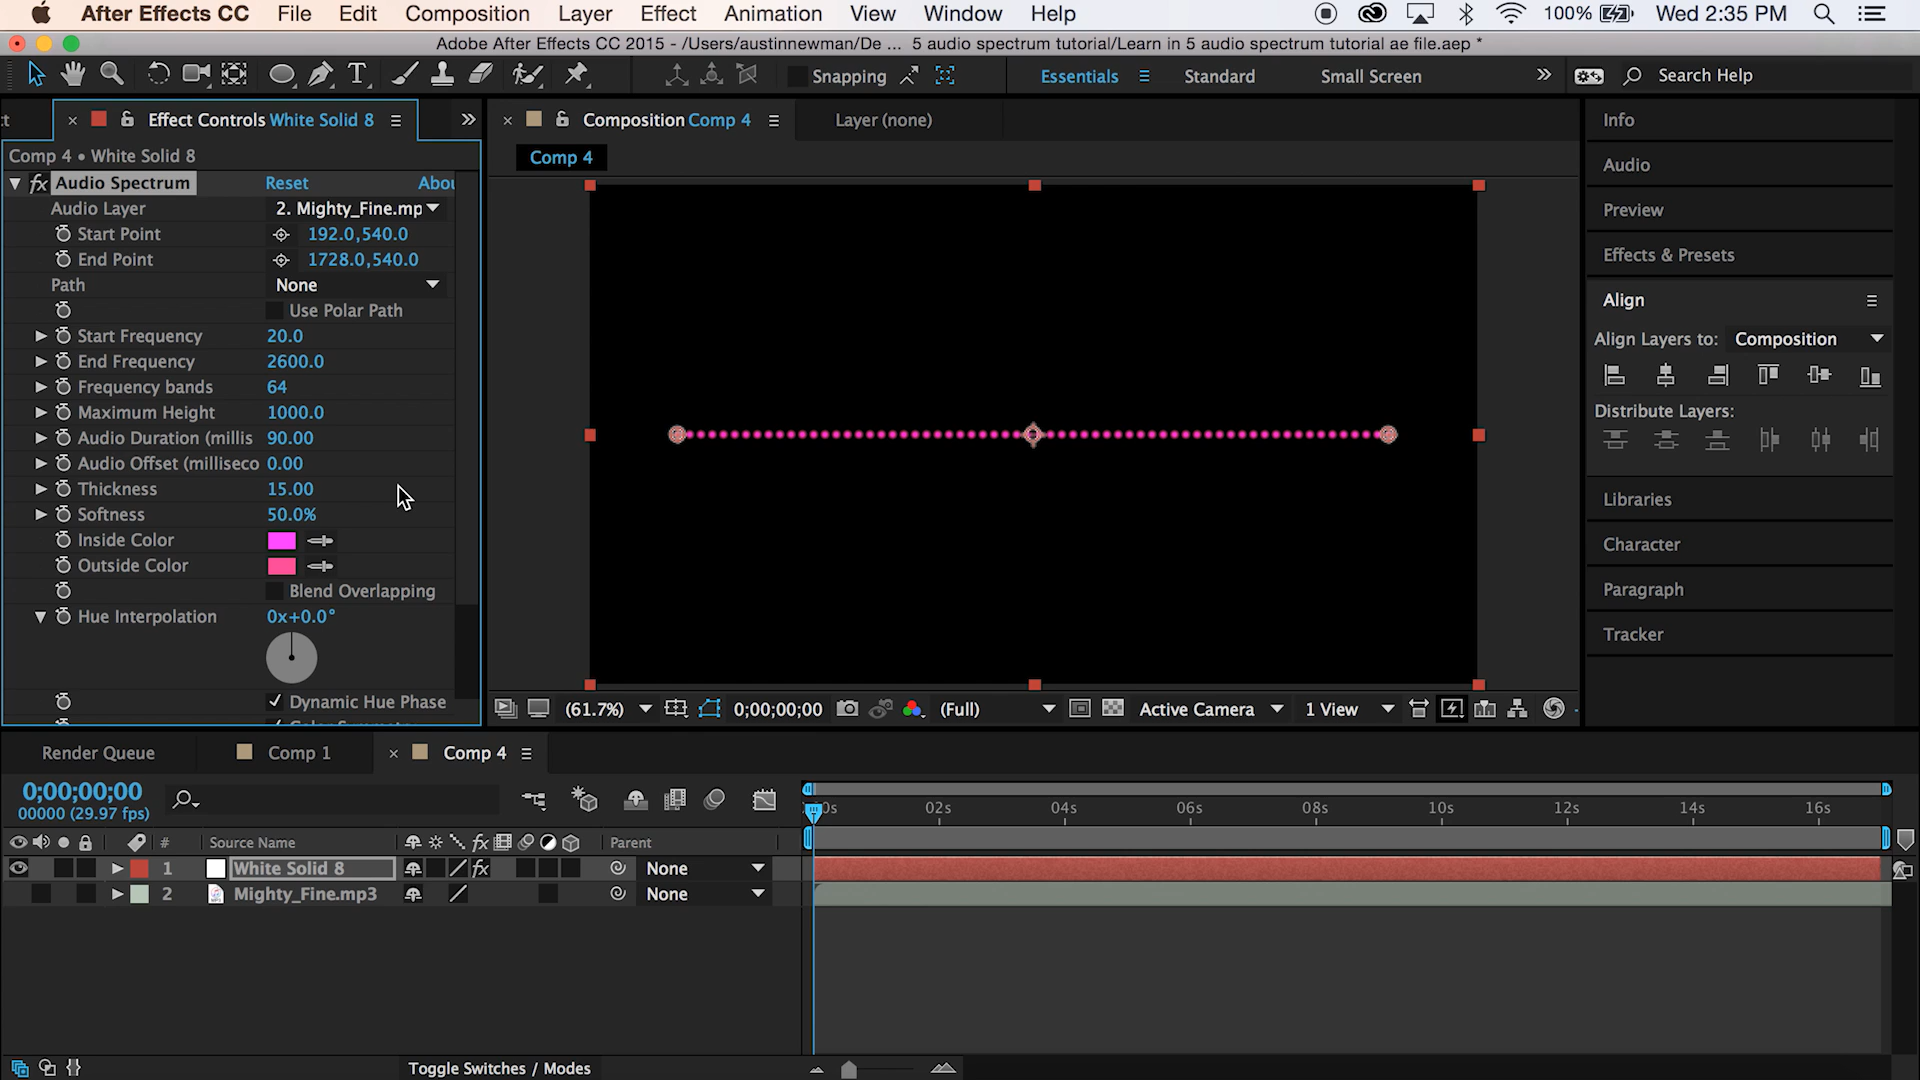 After Effects CC File Edit Composition Layer Effect Animation View Window Help 100% Wed 2:35 PM
Adobe After Effects CC 2015 - /Users/austinnewman/De ... 5 audio spectrum tutorial/Learn in 5 audio spectrum tutorial ae file.aep *
T Snapping Essentials Standard Small Screen Search Help
Effect Controls White Solid 8
Composition Comp 4
Layer (none)
Info
Comp 4 • White Solid 8
Comp 4
Audio
Preview
Effects & Presets
Align
Align Layers to: Composition
Distribute Layers:
Libraries
Character
Paragraph
Tracker
fx Audio Spectrum Reset Abou
Audio Layer 2. Mighty_Fine.mp
Start Point 192.0,540.0
End Point 1728.0,540.0
Path None
Use Polar Path
Start Frequency 20.0
End Frequency 2600.0
Frequency bands 64
Maximum Height 1000.0
Audio Duration (millis 90.00
Audio Offset (milliseco 0.00
Thickness 15.00
Softness 50.0%
Inside Color
Outside Color
Blend Overlapping
Hue Interpolation 0x+0.0°
Dynamic Hue Phase
(61.7%) 0;00;00;00 (Full) Active Camera 1 View
Render Queue Comp 1 Comp 4
0;00;00;00
00000 (29.97 fps)
0s 02s 04s 06s 08s 10s 12s 14s 16s
# Source Name fx Parent
1 White Solid 8 fx None
2 Mighty_Fine.mp3 None
Toggle Switches / Modes